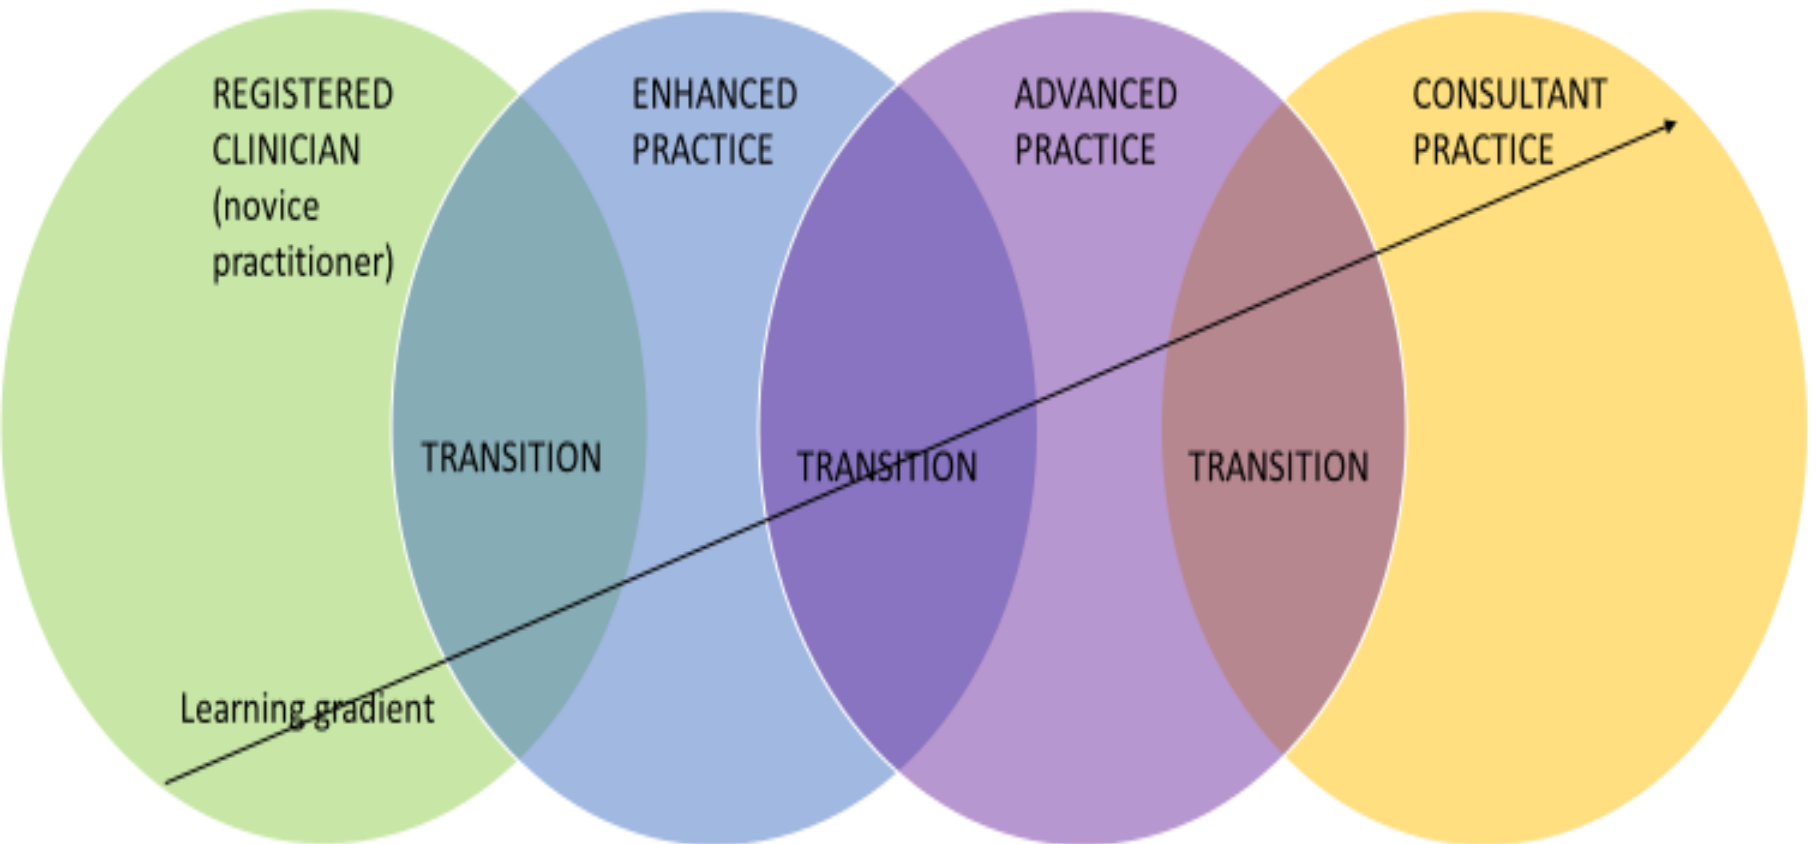 REGISTERED
CLINICIAN
(novice
practitioner)
ENHANCED
PRACTICE
ADVANCED
PRACTICE
CONSULTANT
PRACTICE
TRANSITION
TRANSITION
TRANSITION
Learning gradient